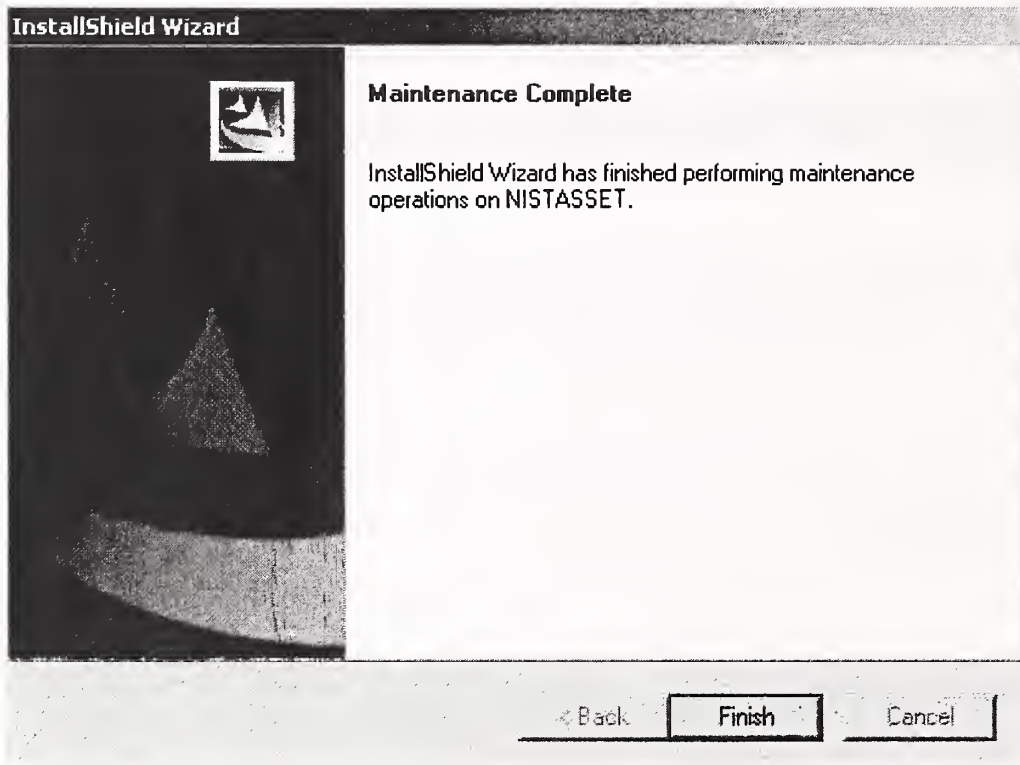 InstallShield Wizard
Maintenance Complete
InstallShield Wizard has finished performing maintenance
operations on NISTASSET.
< Back
Finish
Cancel